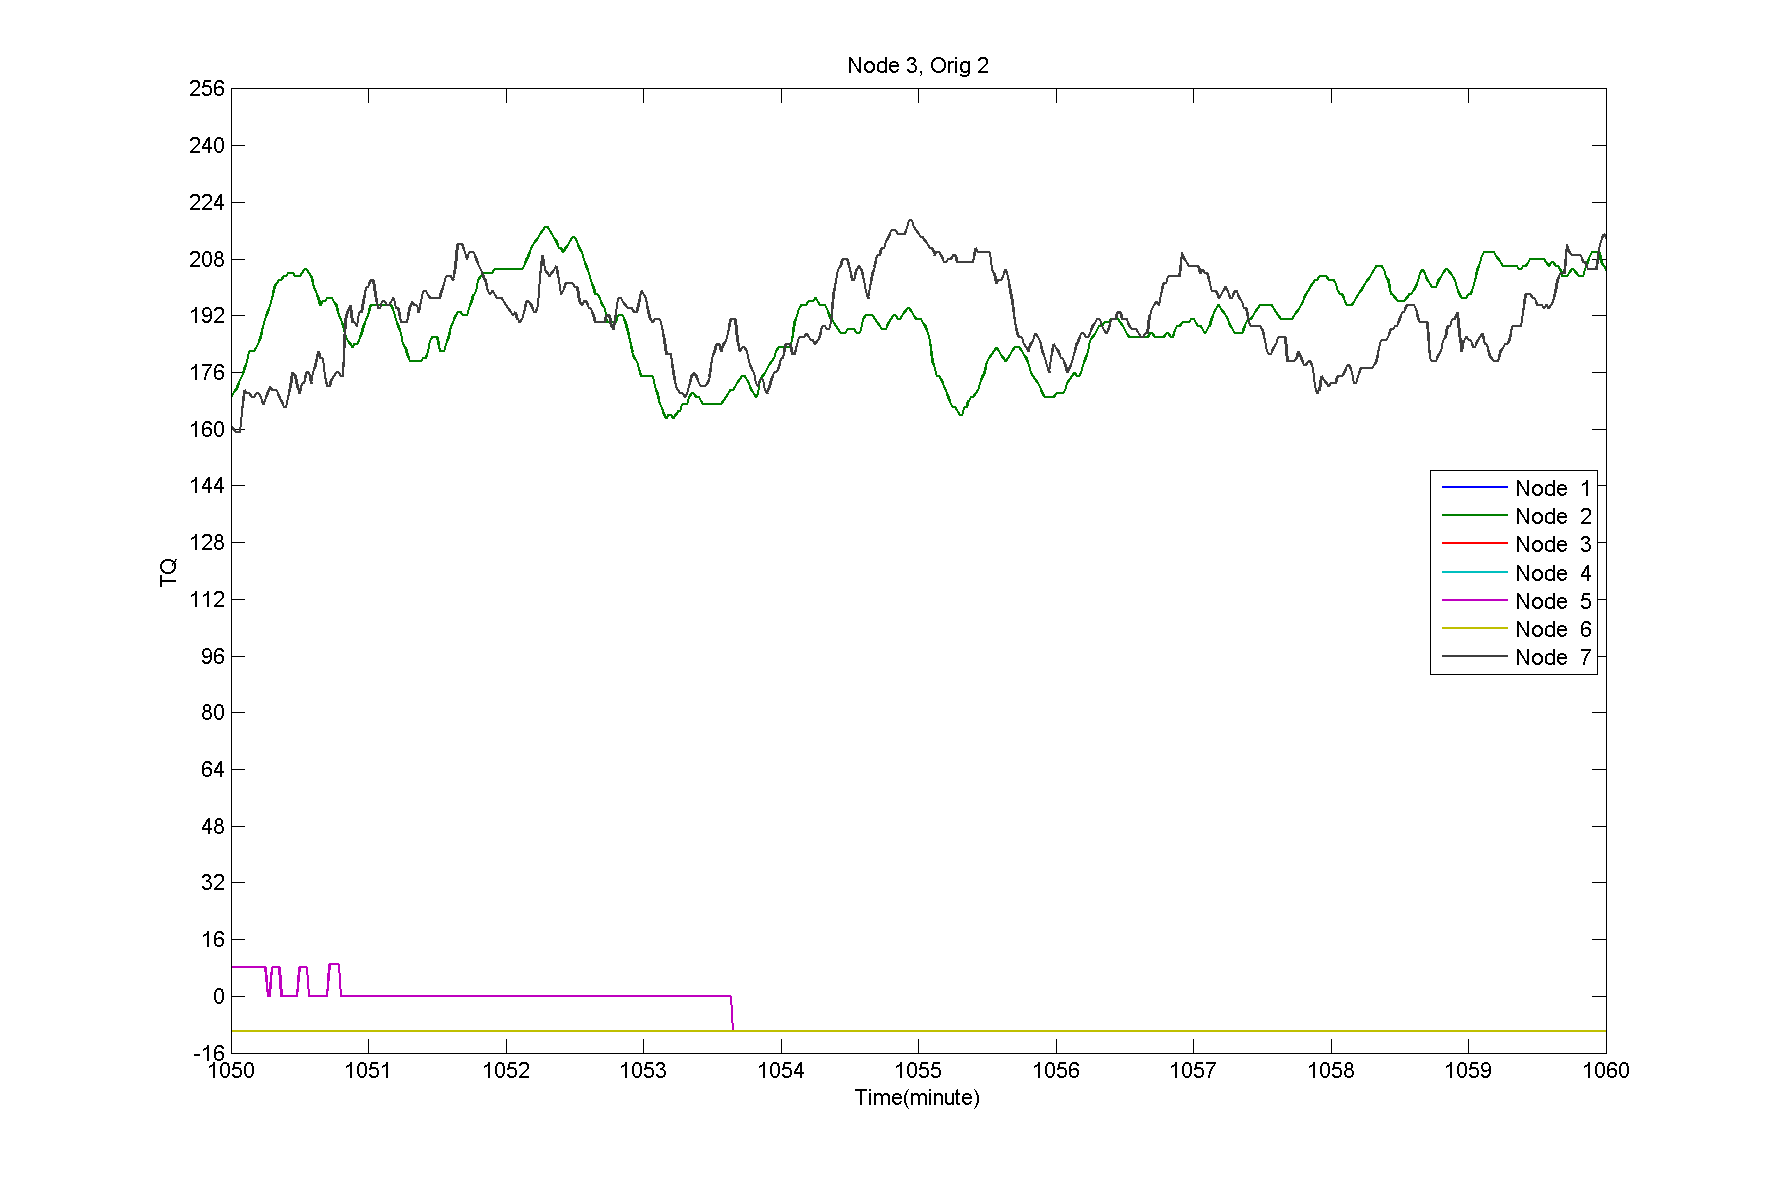 Node 3, Orig 2
256
240
224
208
192
176
160
144
128
112
96
80
64
48
32
16
0
-16
TQ
Node 1
Node 2
Node 3
Node 4
Node 5
Node 6
Node 7
1050 1051 1052 1053 1054 1055 1056 1057 1058 1059 1060
Time(minute)